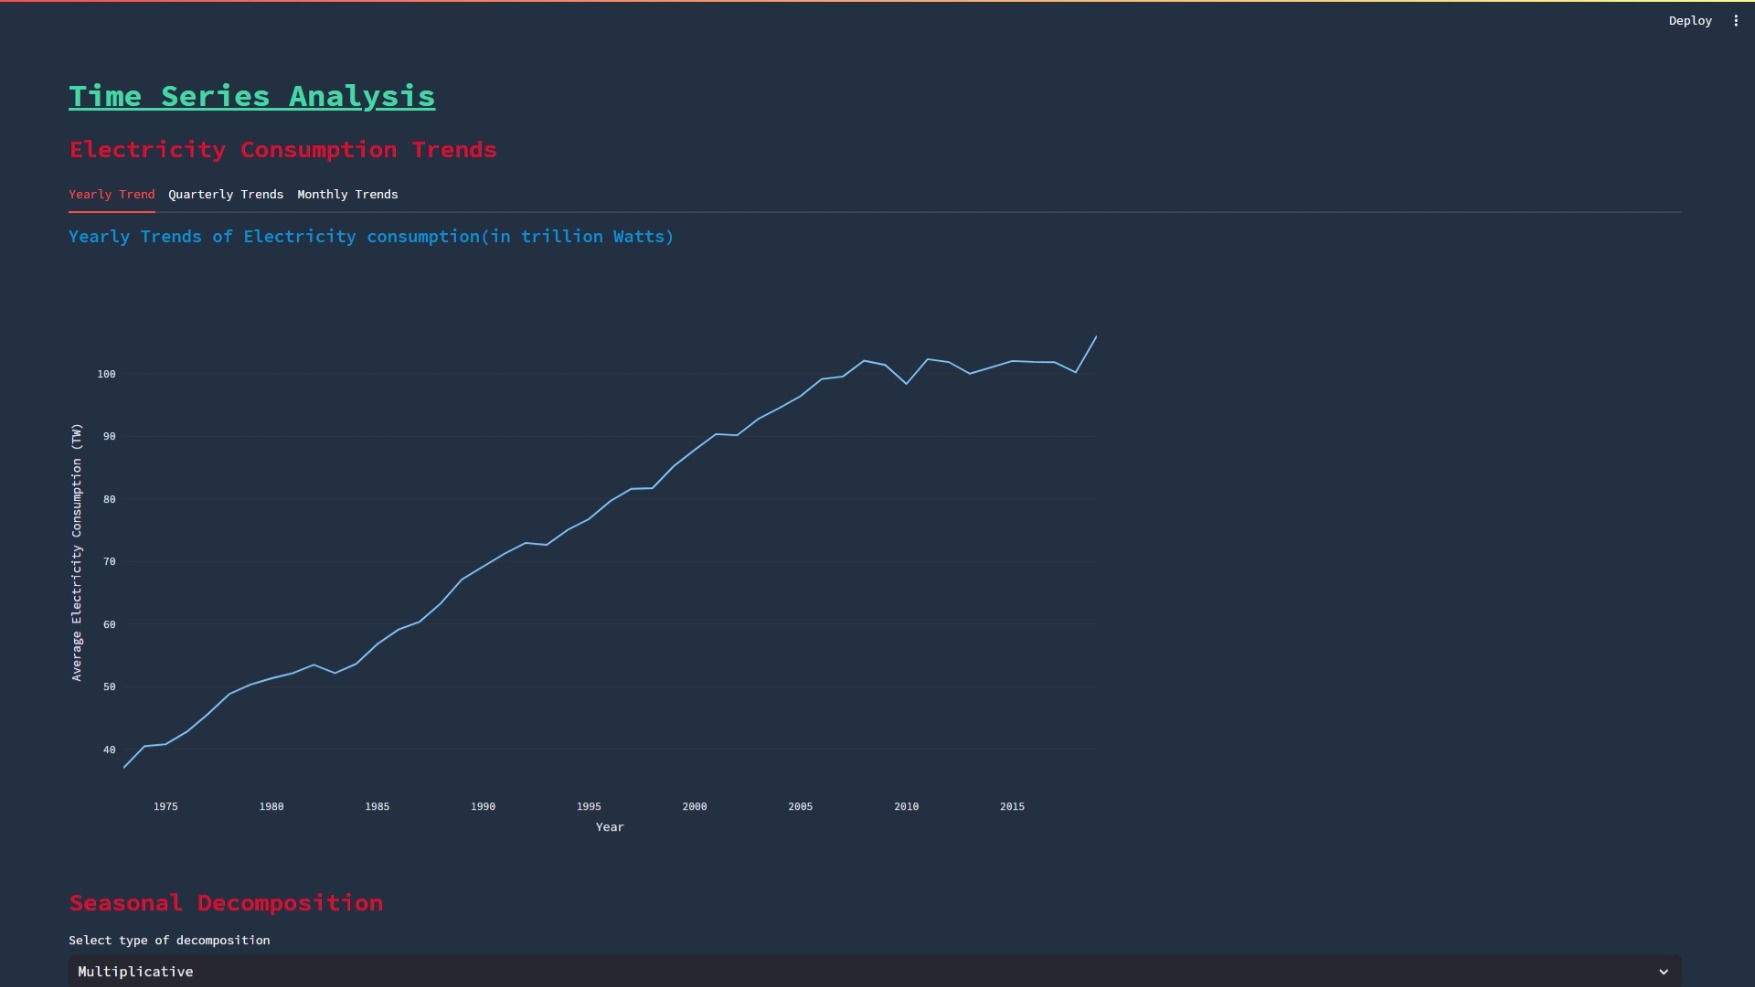 Deploy
Time Series Analysis
Electricity Consumption Trends
Yearly Trend Quarterly Trends Monthly Trends
Yearly Trends of Electricity consumption(in trillion Watts)
Average Electricity Consumption (TW)
100
90
80
70
60
50
40
1975 1980 1985 1990 1995 2000 2005 2010 2015
Year
Seasonal Decomposition
Select type of decomposition
Multiplicative